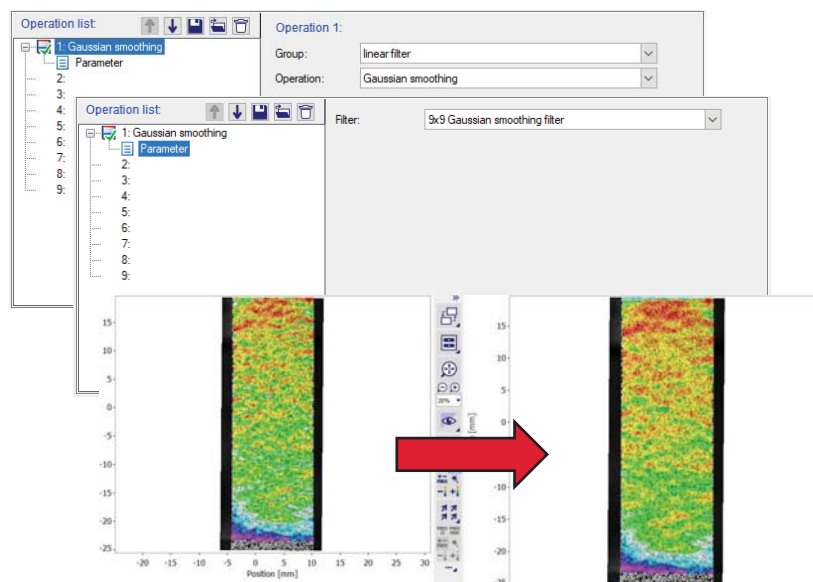 Operation list:
1: Gaussian smoothing
Parameter
2:
3:
4:
5:
6:
7:
8:
9:
Operation 1:
Group: linear filter
Operation: Gaussian smoothing
Operation list:
1: Gaussian smoothing
Parameter
2:
3:
4:
5:
6:
7:
8:
9:
Filter: 9x9 Gaussian smoothing filter
15
10
5
0
-5
-10
-15
-20
-25
-20 -15 -10 -5 0 5 10 15 20 25 30
Position [mm]
20%
15
10
5
0
[mm]
-10
-15
-20
-25